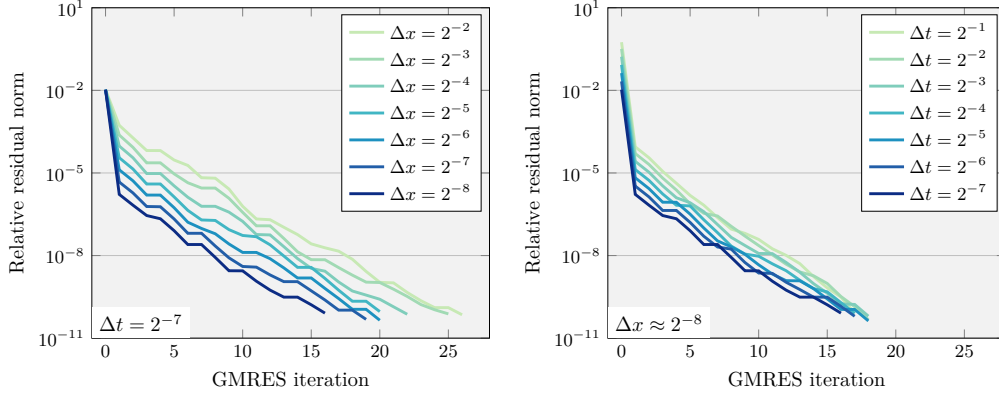 10^1
10^{-2}
10^{-5}
10^{-8}
10^{-11}
Relative residual norm
Δx = 2^{-2}
Δx = 2^{-3}
Δx = 2^{-4}
Δx = 2^{-5}
Δx = 2^{-6}
Δx = 2^{-7}
Δx = 2^{-8}
Δt = 2^{-7}
0 5 10 15 20 25
GMRES iteration
10^1
10^{-2}
10^{-5}
10^{-8}
10^{-11}
Relative residual norm
Δt = 2^{-1}
Δt = 2^{-2}
Δt = 2^{-3}
Δt = 2^{-4}
Δt = 2^{-5}
Δt = 2^{-6}
Δt = 2^{-7}
Δx ≈ 2^{-8}
0 5 10 15 20 25
GMRES iteration